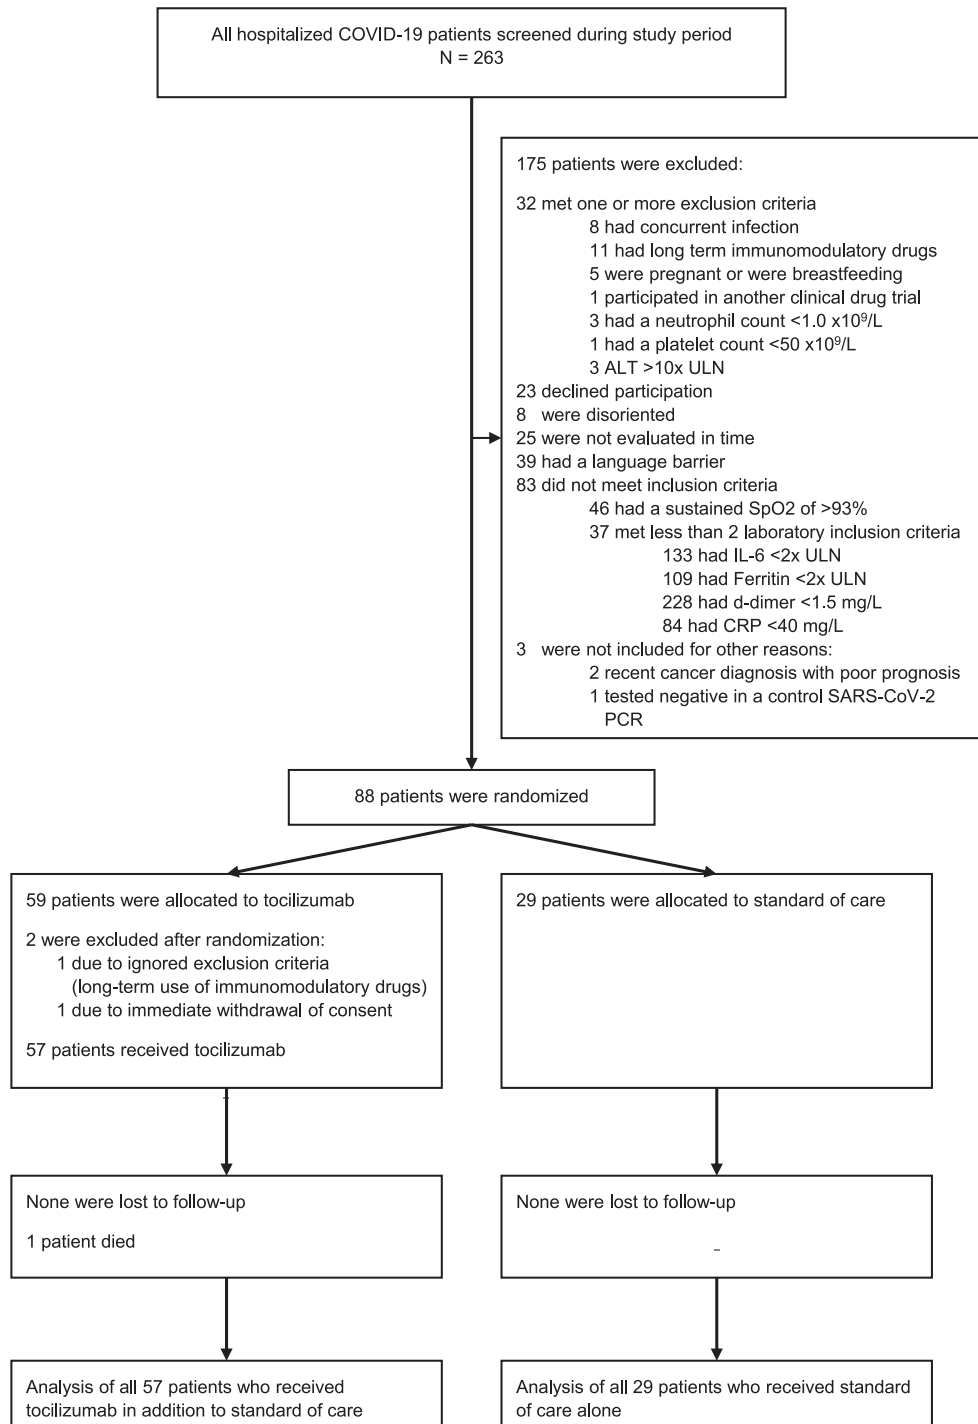 All hospitalized COVID-19 patients screened during study period
N = 263
175 patients were excluded:
32 met one or more exclusion criteria
8 had concurrent infection
11 had long term immunomodulatory drugs
5 were pregnant or were breastfeeding
1 participated in another clinical drug trial
3 had a neutrophil count <1.0 x10⁹/L
1 had a platelet count <50 x10⁹/L
3 ALT >10x ULN
23 declined participation
8 were disoriented
25 were not evaluated in time
39 had a language barrier
83 did not meet inclusion criteria
46 had a sustained SpO2 of >93%
37 met less than 2 laboratory inclusion criteria
133 had IL-6 <2x ULN
109 had Ferritin <2x ULN
228 had d-dimer <1.5 mg/L
84 had CRP <40 mg/L
3 were not included for other reasons:
2 recent cancer diagnosis with poor prognosis
1 tested negative in a control SARS-CoV-2
PCR
88 patients were randomized
59 patients were allocated to tocilizumab
2 were excluded after randomization:
1 due to ignored exclusion criteria
(long-term use of immunomodulatory drugs)
1 due to immediate withdrawal of consent
57 patients received tocilizumab
29 patients were allocated to standard of care
None were lost to follow-up
1 patient died
None were lost to follow-up
Analysis of all 57 patients who received
tocilizumab in addition to standard of care
Analysis of all 29 patients who received standard
of care alone